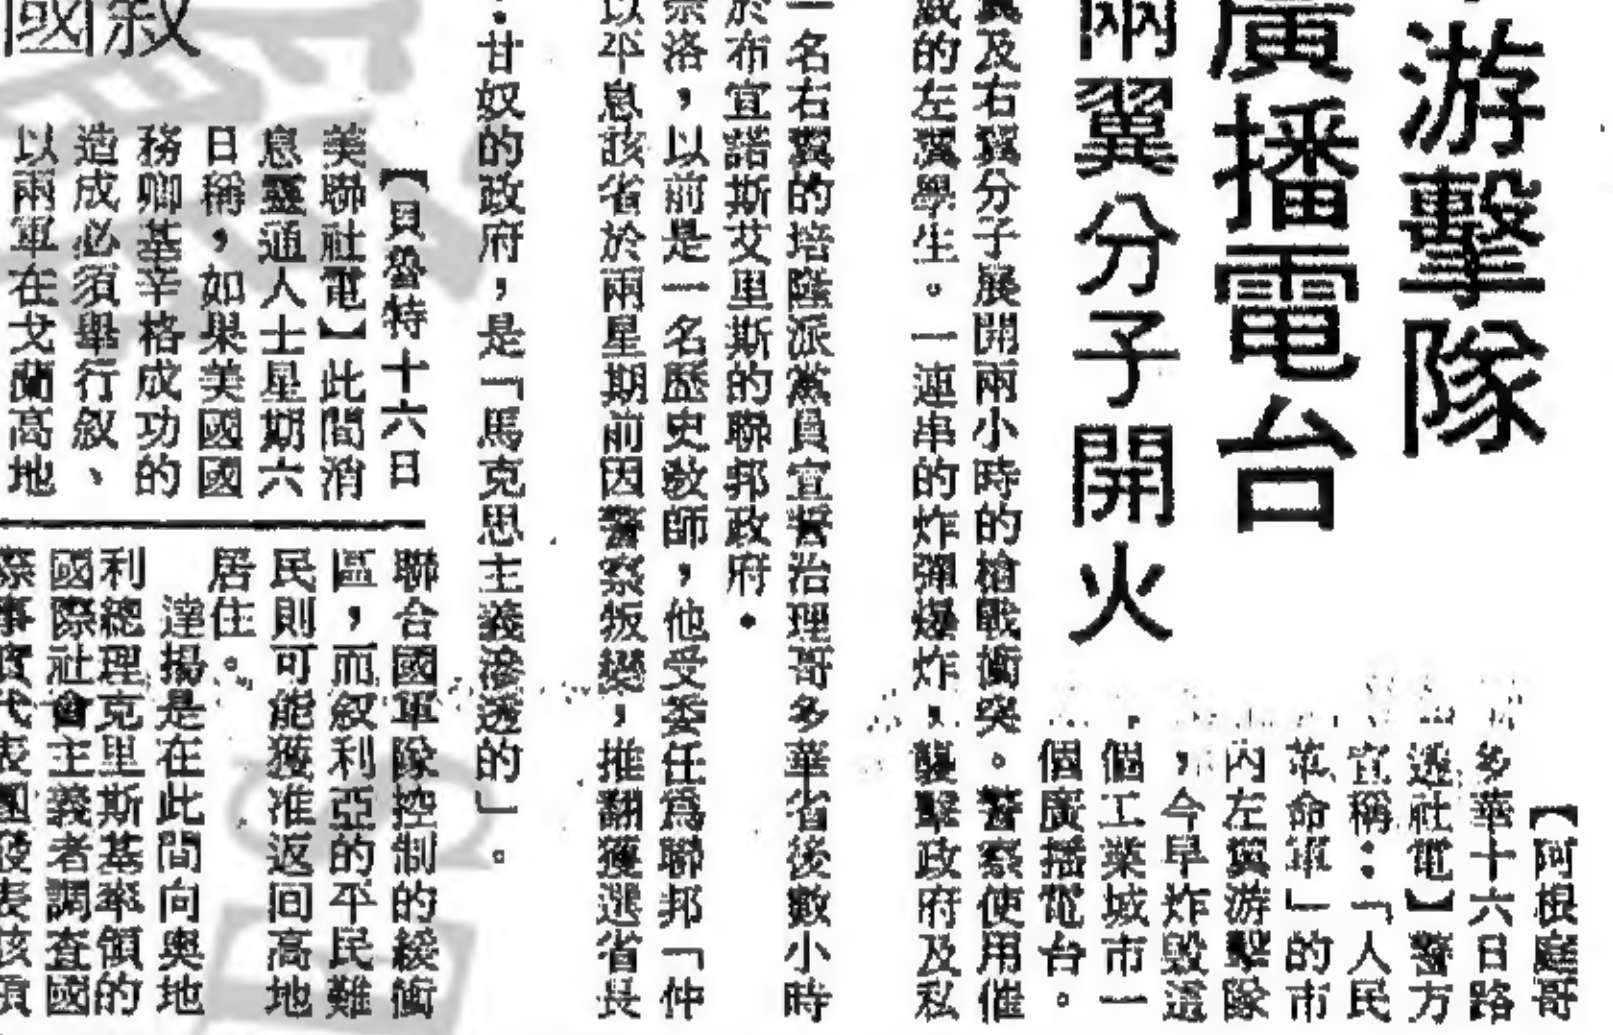 游擊隊
廣播電台
兩翼分子開火
【阿根庭哥
多華十六日路
透社電】警方
宣稱:「人民
革命軍」的市
內左翼游擊隊
,今早炸毀這
個工業城市一
個廣播電台。
及右翼分子展開兩小時的槍戰衝突。警察使用催
的左翼學生。一連串的炸彈爆炸,襲擊政府及私
一名右翼的培隆派黨員宣誓治理哥多華省後數小時
於布宜諾斯艾里斯的聯邦政府。
洛,以前是一名歷史教師,他受委任爲聯邦「仲
以平息該省於兩星期前因警察叛變,推翻獲選省長
·甘奴的政府,是「馬克思主義滲透的」。
敘國
【貝魯特十六日
美聯社電】此間消
息靈通人士星期六
日稱,如果美國國
務卿基辛格成功的
造成必須舉行敘、
以兩軍在戈蘭高地
聯合國軍隊控制的緩衝
區,而敘利亞的平民難
民則可能獲准返回高地
居住。
達揚是在此間向奧地
利總理克里斯基率領的
國際社會主義者調查國
際事實代表團發表該項